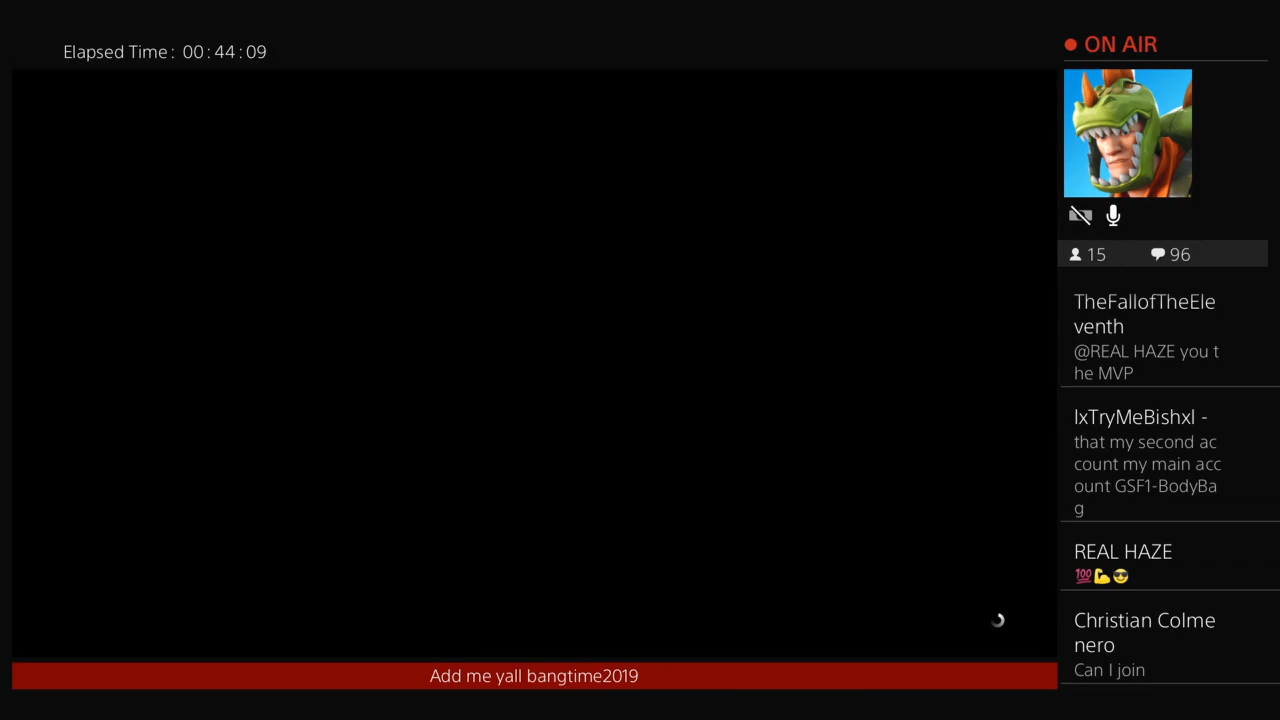 Elapsed Time: 00:44:09
ON AIR
15 96
TheFallofTheEle
venth
@REAL HAZE you t
he MVP
lxTryMeBishxl -
that my second ac
count my main acc
ount GSF1-BodyBa
g
REAL HAZE
💯💪😎
Christian Colme
nero
Can I join
Add me yall bangtime2019